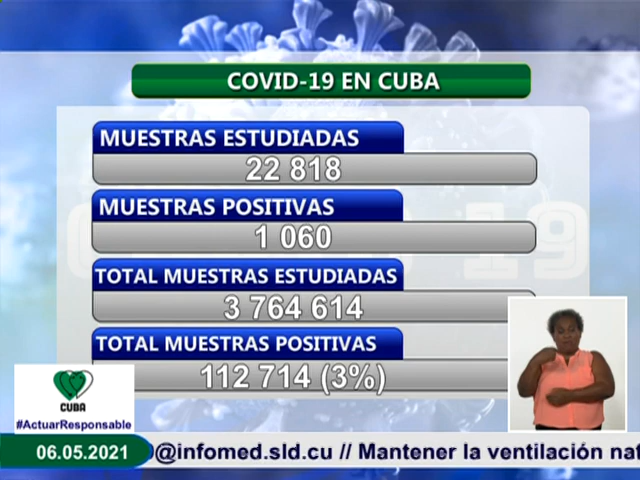 COVID-19 EN CUBA
MUESTRAS ESTUDIADAS
22 818
MUESTRAS POSITIVAS
1 060
TOTAL MUESTRAS ESTUDIADAS
3 764 614
TOTAL MUESTRAS POSITIVAS
112 714 (3%)
CUBA
#ActuarResponsable
06.05.2021
@infomed.sld.cu // Mantener la ventilación nat